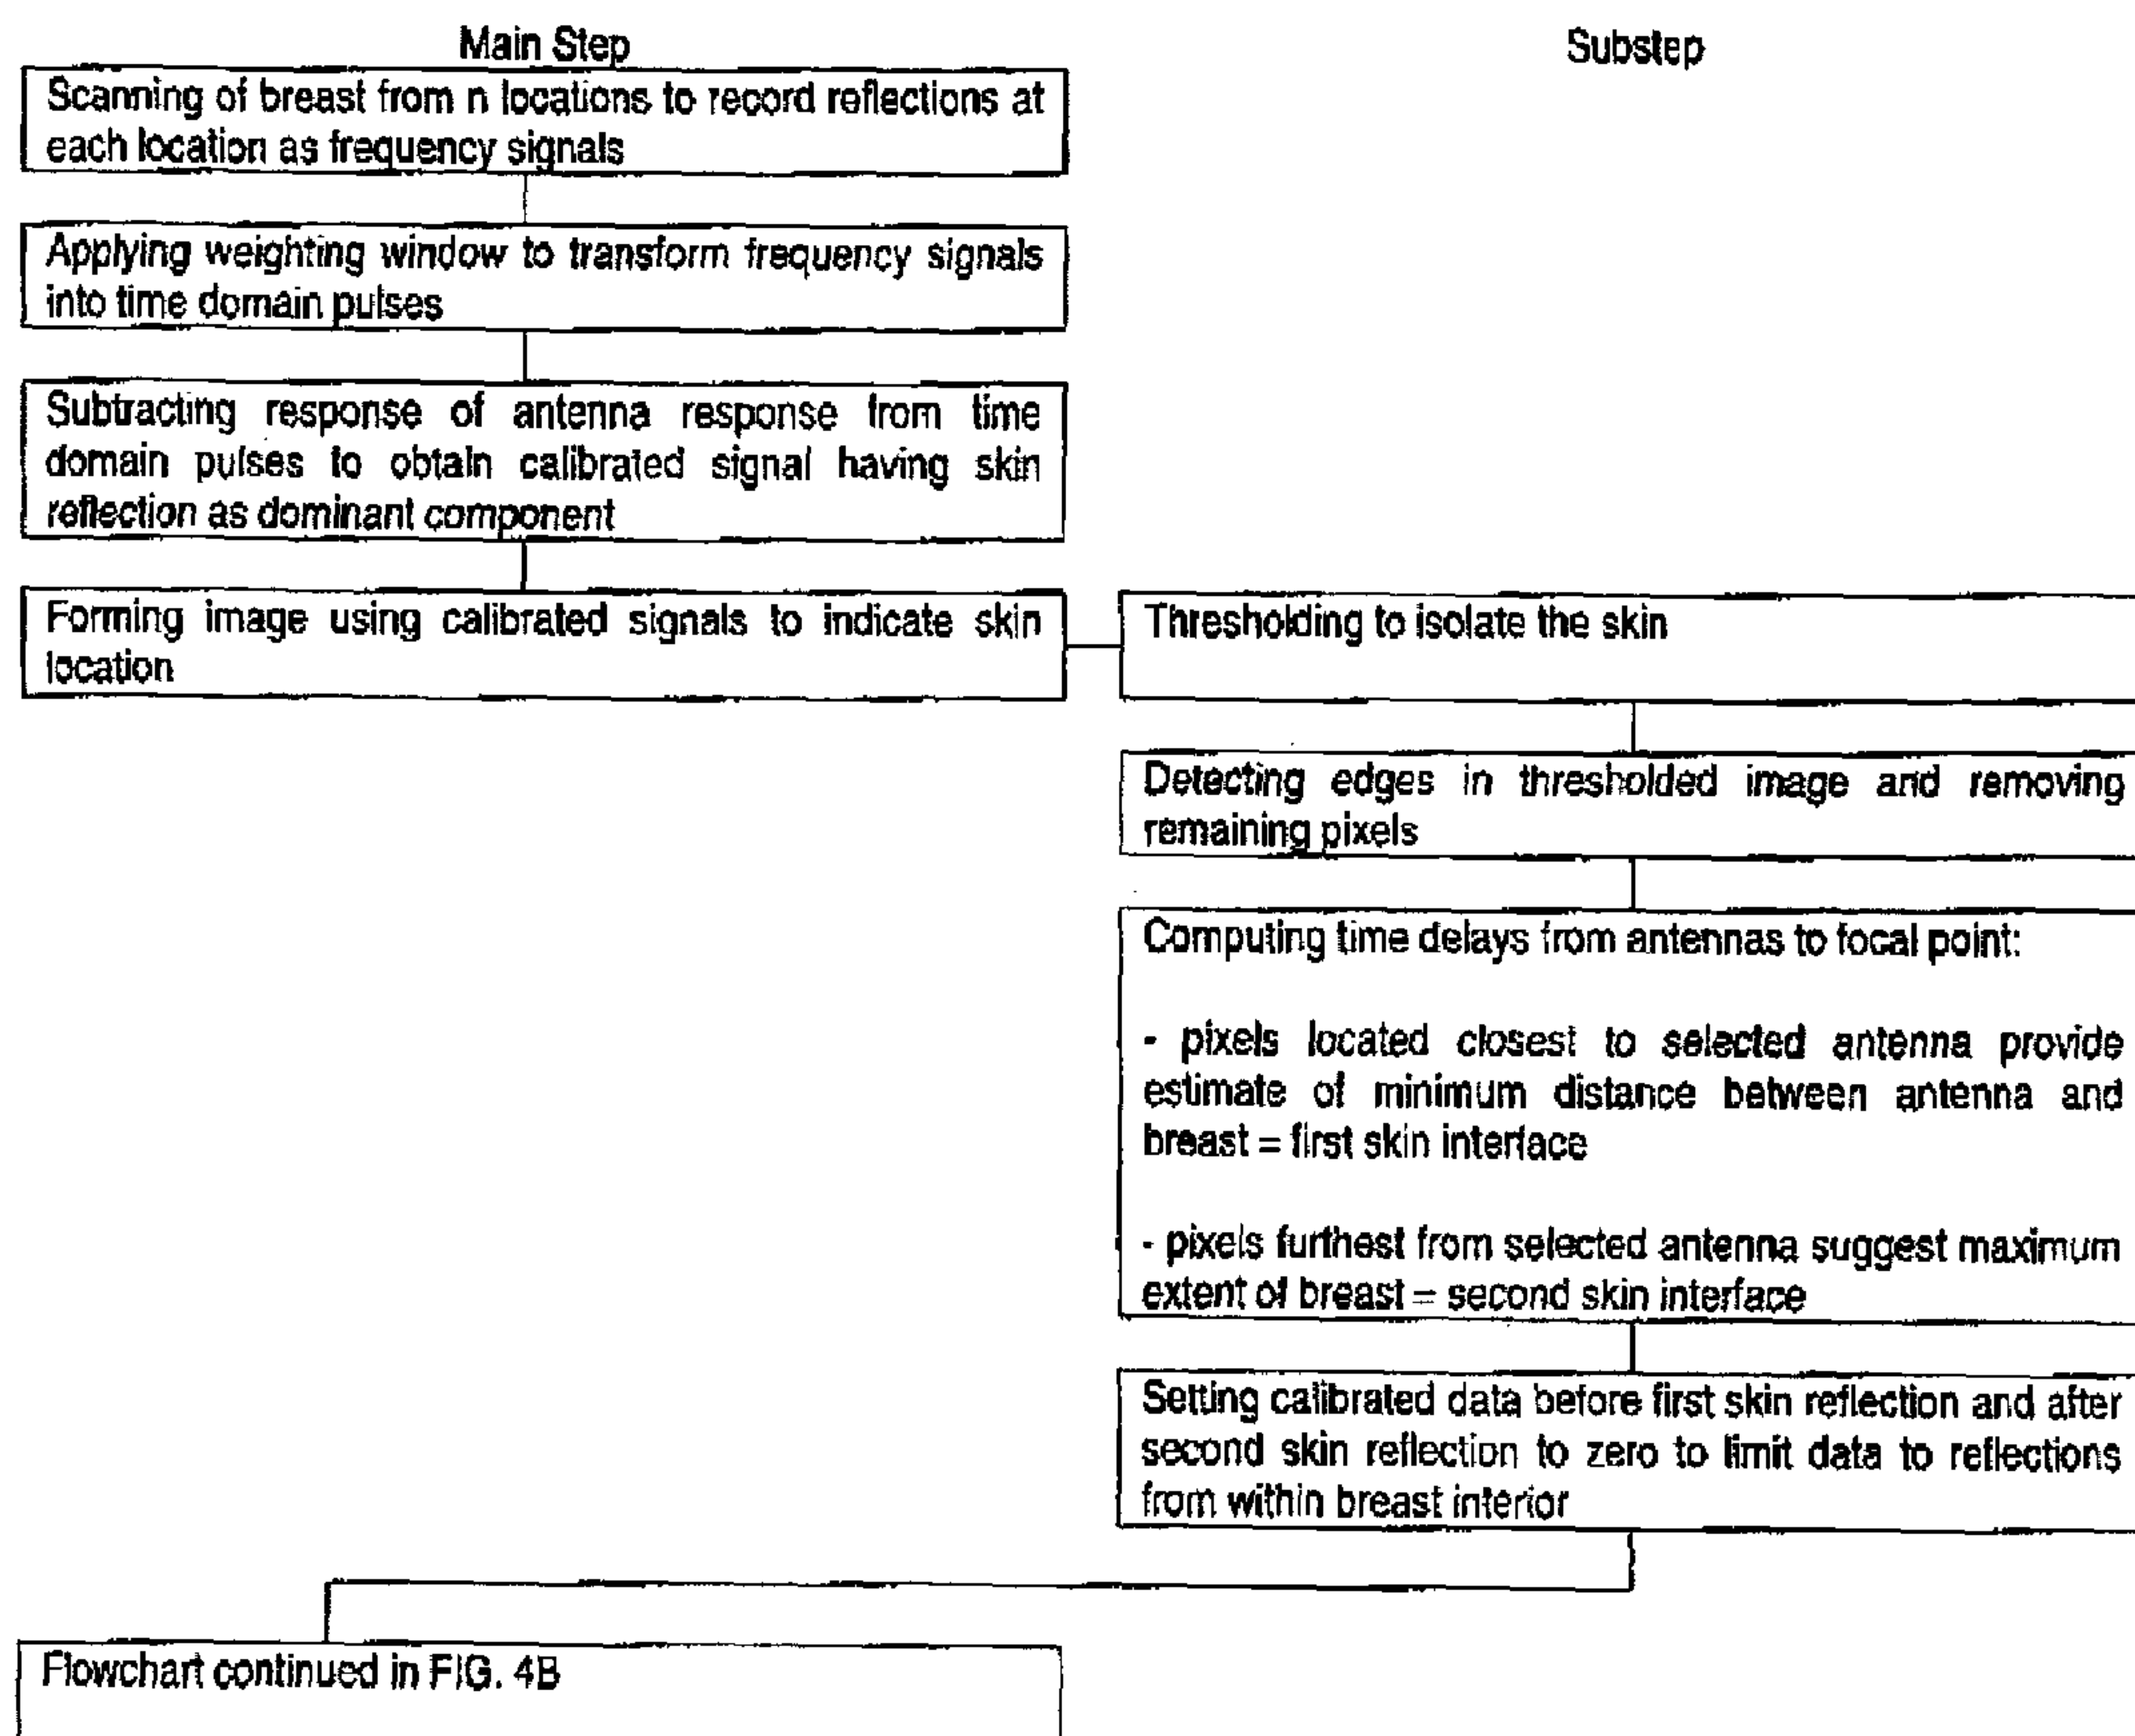 Main Step
Substep
Scanning of breast from n locations to record reflections at
each location as frequency signals
Applying weighting window to transform frequency signals
into time domain pulses
Subtracting response of antenna response from time
domain pulses to obtain calibrated signal having skin
reflection as dominant component
Forming image using calibrated signals to indicate skin
location
Thresholding to isolate the skin
Detecting edges in thresholded image and removing
remaining pixels
Computing time delays from antennas to focal point:
- pixels located closest to selected antenna provide
estimate of minimum distance between antenna and
breast = first skin interface
- pixels furthest from selected antenna suggest maximum
extent of breast = second skin interface
Setting calibrated data before first skin reflection and after
second skin reflection to zero to limit data to reflections
from within breast interior
Flowchart continued in FIG. 4B